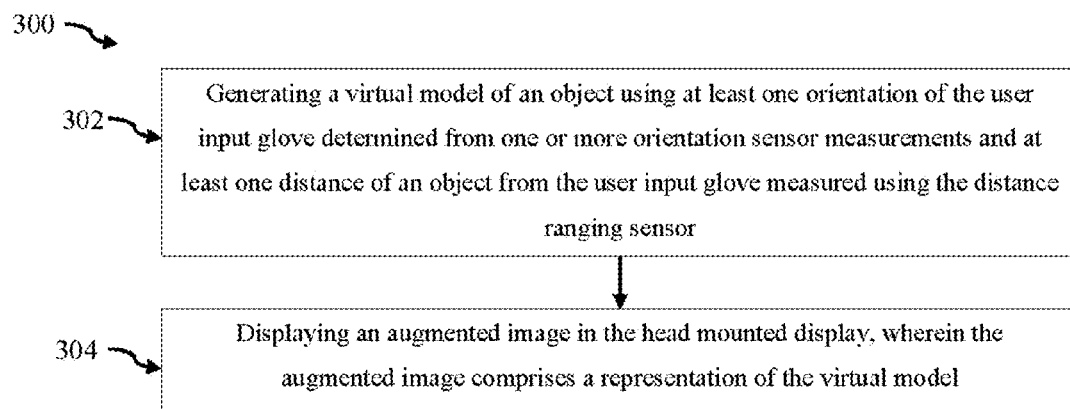 300
302
Generating a virtual model of an object using at least one orientation of the user
input glove determined from one or more orientation sensor measurements and at
least one distance of an object from the user input glove measured using the distance
ranging sensor
304
Displaying an augmented image in the head mounted display, wherein the
augmented image comprises a representation of the virtual model